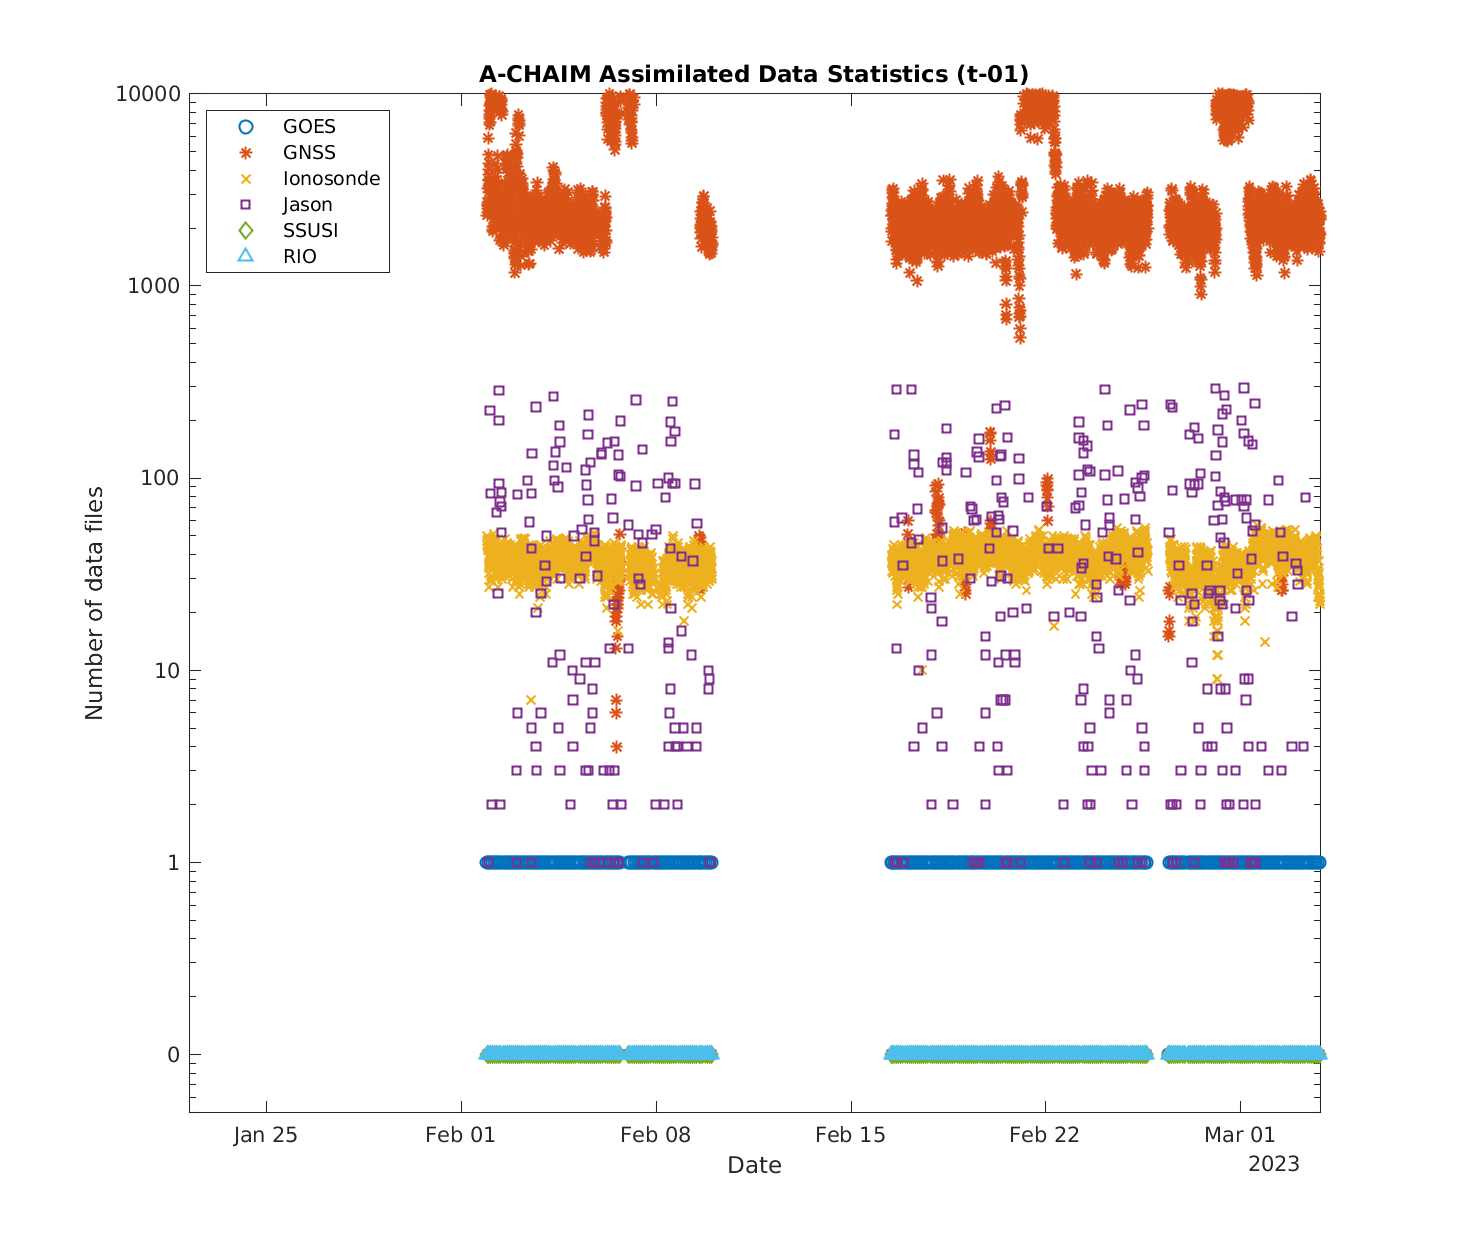 A-CHAIM Assimilated Data Statistics (t-01)
10000
1000
100
10
1
0
Number of data files
GOES
GNSS
Ionosonde
Jason
SSUSI
RIO
Jan 25
Feb 01
Feb 08
Feb 15
Feb 22
Mar 01
Date
2023